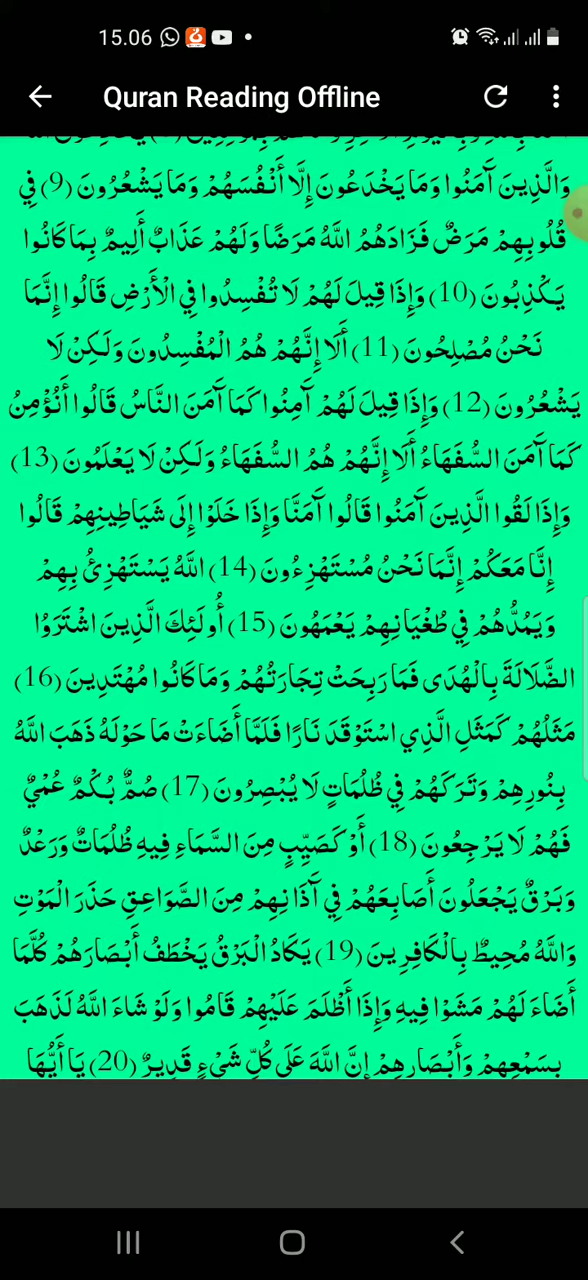 15.06
Quran Reading Offline
وَالَّذِينَ آمَنُوا وَمَا يَخْدَعُونَ إِلَّا أَنْفُسَهُمْ وَمَا يَشْعُرُونَ (9) فِي
قُلُوبِهِمْ مَرَضٌ فَزَادَهُمُ اللَّهُ مَرَضًا وَلَهُمْ عَذَابٌ أَلِيمٌ بِمَا كَانُوا
يَكْذِبُونَ (10) وَإِذَا قِيلَ لَهُمْ لَا تُفْسِدُوا فِي الْأَرْضِ قَالُوا إِنَّمَا
نَحْنُ مُصْلِحُونَ (11) أَلَا إِنَّهُمْ هُمُ الْمُفْسِدُونَ وَلَكِنْ لَا
يَشْعُرُونَ (12) وَإِذَا قِيلَ لَهُمْ آمِنُوا كَمَا آمَنَ النَّاسُ قَالُوا أَنُؤْمِنُ
كَمَا آمَنَ السُّفَهَاءُ أَلَا إِنَّهُمْ هُمُ السُّفَهَاءُ وَلَكِنْ لَا يَعْلَمُونَ (13)
وَإِذَا لَقُوا الَّذِينَ آمَنُوا قَالُوا آمَنَّا وَإِذَا خَلَوْا إِلَى شَيَاطِينِهِمْ قَالُوا
إِنَّا مَعَكُمْ إِنَّمَا نَحْنُ مُسْتَهْزِءُونَ (14) اللَّهُ يَسْتَهْزِئُ بِهِمْ
وَيَمُدُّهُمْ فِي طُغْيَانِهِمْ يَعْمَهُونَ (15) أُولَئِكَ الَّذِينَ اشْتَرَوُا
الضَّلَالَةَ بِالْهُدَى فَمَا رَبِحَتْ تِجَارَتُهُمْ وَمَا كَانُوا مُهْتَدِينَ (16)
مَثَلُهُمْ كَمَثَلِ الَّذِي اسْتَوْقَدَ نَارًا فَلَمَّا أَضَاءَتْ مَا حَوْلَهُ ذَهَبَ اللَّهُ
بِنُورِهِمْ وَتَرَكَهُمْ فِي ظُلُمَاتٍ لَا يُبْصِرُونَ (17) صُمٌّ بُكْمٌ عُمْيٌ
فَهُمْ لَا يَرْجِعُونَ (18) أَوْ كَصَيِّبٍ مِنَ السَّمَاءِ فِيهِ ظُلُمَاتٌ وَرَعْدٌ
وَبَرْقٌ يَجْعَلُونَ أَصَابِعَهُمْ فِي آذَانِهِمْ مِنَ الصَّوَاعِقِ حَذَرَ الْمَوْتِ
وَاللَّهُ مُحِيطٌ بِالْكَافِرِينَ (19) يَكَادُ الْبَرْقُ يَخْطَفُ أَبْصَارَهُمْ كُلَّمَا
أَضَاءَ لَهُمْ مَشَوْا فِيهِ وَإِذَا أَظْلَمَ عَلَيْهِمْ قَامُوا وَلَوْ شَاءَ اللَّهُ لَذَهَبَ
بِسَمْعِهِمْ وَأَبْصَارِهِمْ إِنَّ اللَّهَ عَلَى كُلِّ شَيْءٍ قَدِيرٌ (20) يَا أَيُّهَا